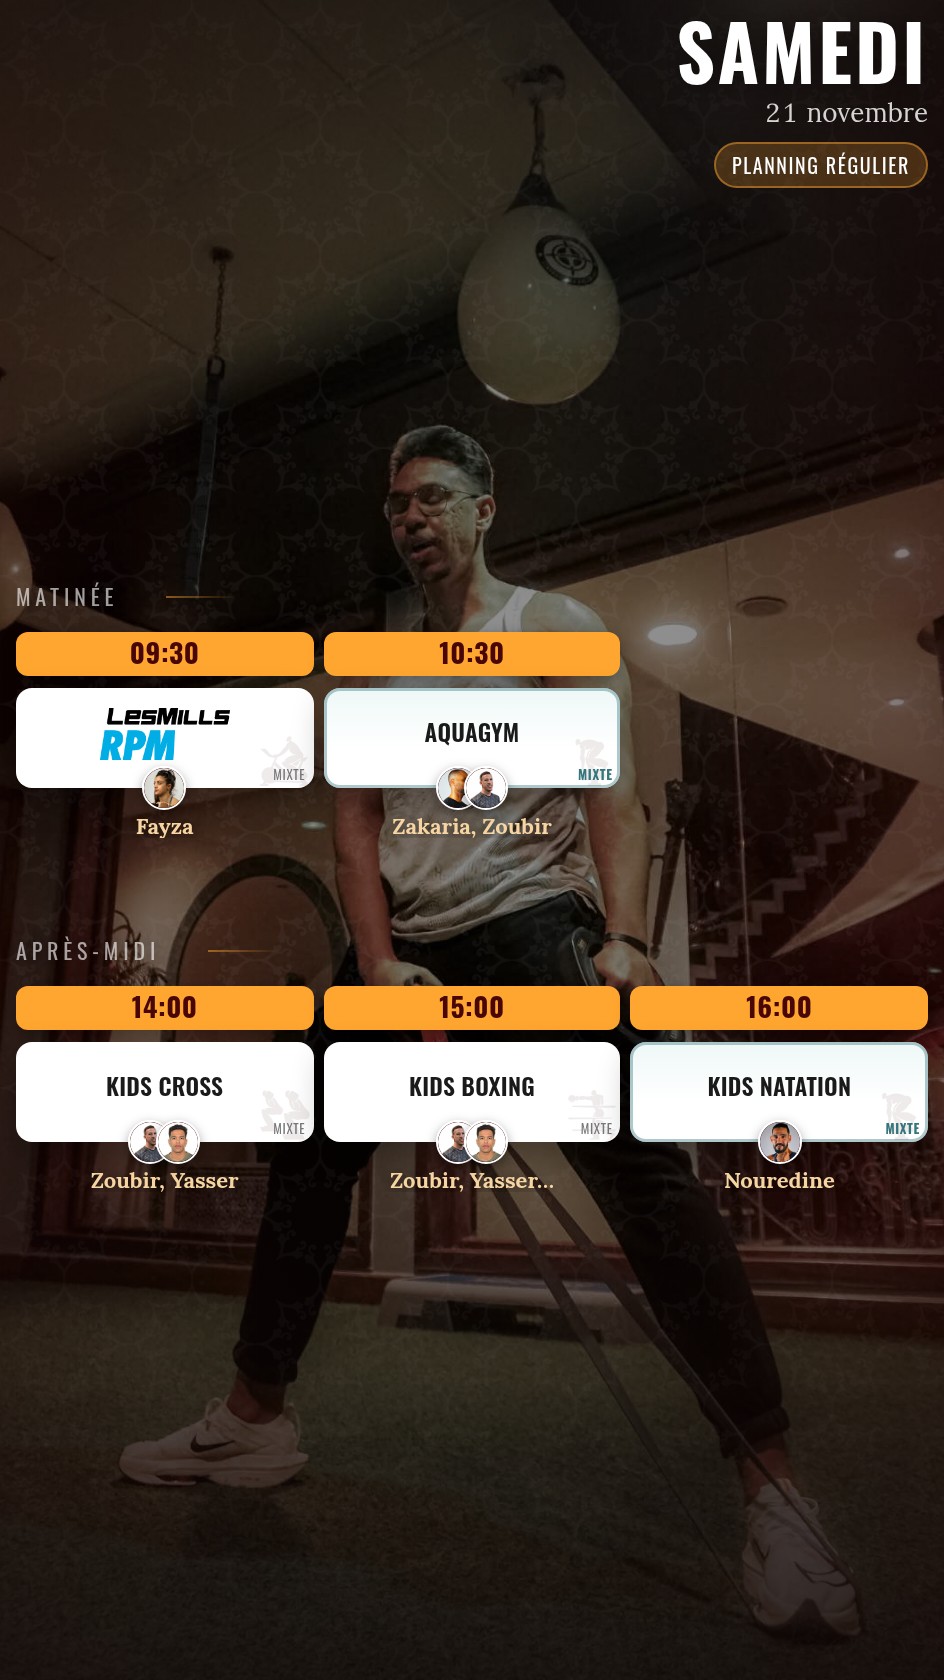 SAMEDI
21 novembre
PLANNING RÉGULIER
MATINÉE
09:30
10:30
LesMills
RPM
MIXTE
AQUAGYM
MIXTE
Fayza
Zakaria, Zoubir
APRÈS-MIDI
14:00
15:00
16:00
KIDS CROSS
MIXTE
KIDS BOXING
MIXTE
KIDS NATATION
MIXTE
Zoubir, Yasser
Zoubir, Yasser...
Nouredine